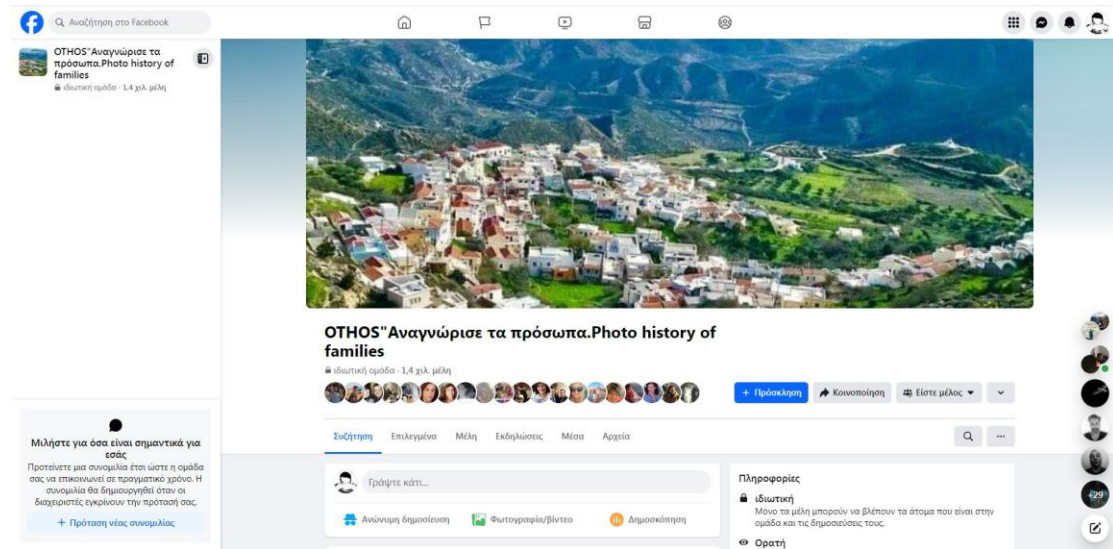 Αναζήτηση στο Facebook
OTHOS"Αναγνώρισε τα
πρόσωπα.Photo history of
families
ιδιωτική ομάδα · 1,4 χιλ. μέλη
OTHOS"Αναγνώρισε τα πρόσωπα.Photo history of
families
ιδιωτική ομάδα · 1,4 χιλ. μέλη
+ Πρόσκληση
Κοινοποίηση
Είστε μέλος
Συζήτηση Επιλεγμένα Μέλη Εκδηλώσεις Μέσα Αρχεία
Γράψτε κάτι...
Ανώνυμη δημοσίευση Φωτογραφία/βίντεο Δημοσκόπηση
Πληροφορίες
ιδιωτική
Μόνο τα μέλη μπορούν να βλέπουν τα άτομα που είναι στην
ομάδα και τις δημοσιεύσεις τους.
Ορατή
Μιλήστε για όσα είναι σημαντικά για
εσάς
Προτείνετε μια συνομιλία έτσι ώστε η ομάδα
σας να επικοινωνεί σε πραγματικό χρόνο. Η
συνομιλία θα δημιουργηθεί όταν οι
διαχειριστές εγκρίνουν την πρότασή σας.
+ Πρόταση νέας συνομιλίας
+29